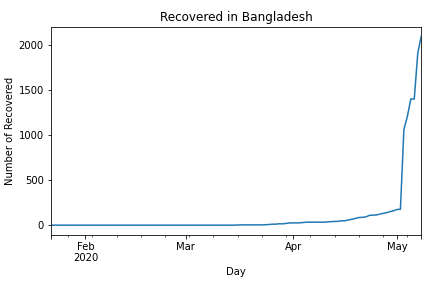 Recovered in Bangladesh
Number of Recovered
2000
1500
1000
500
0
Feb
2020
Mar
Apr
May
Day